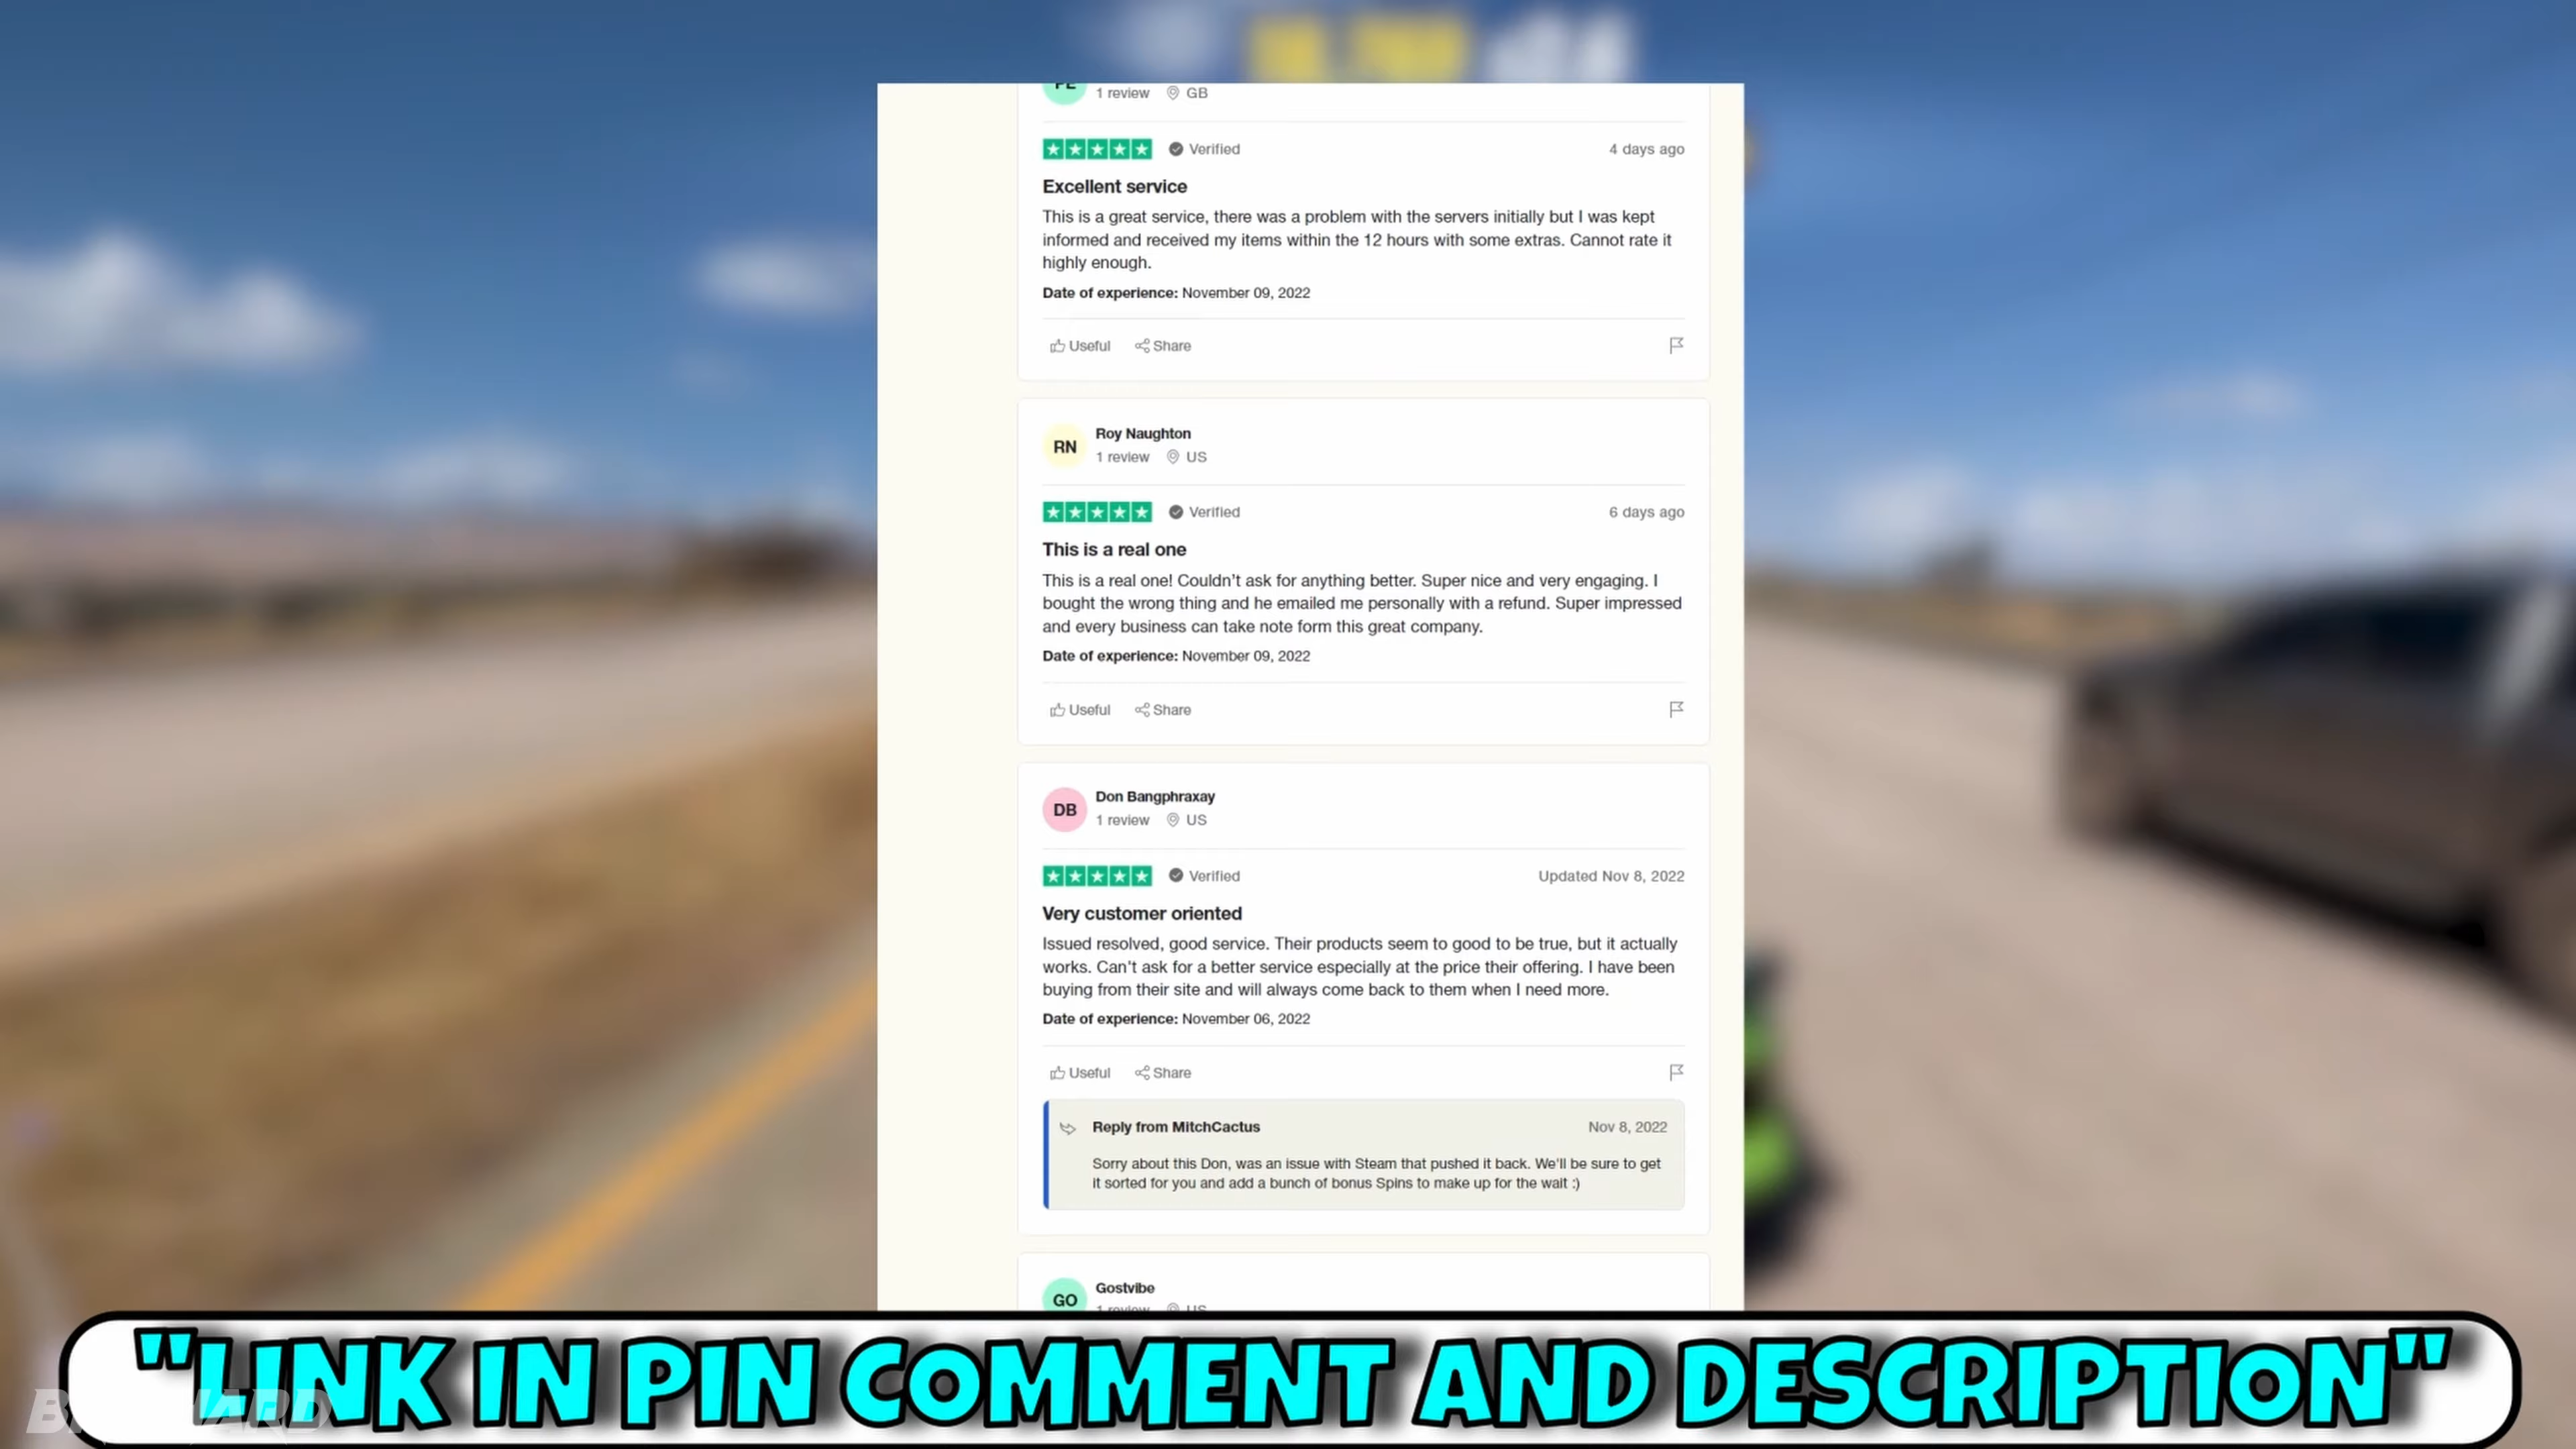 1 review GB
Verified 4 days ago
Excellent service
This is a great service, there was a problem with the servers initially but I was kept
informed and received my items within the 12 hours with some extras. Cannot rate it
highly enough.
Date of experience: November 09, 2022
Useful Share
RN Roy Naughton
1 review US
Verified 6 days ago
This is a real one
This is a real one! Couldn't ask for anything better. Super nice and very engaging. I
bought the wrong thing and he emailed me personally with a refund. Super impressed
and every business can take note form this great company.
Date of experience: November 09, 2022
Useful Share
DB Don Bangphraxay
1 review US
Verified Updated Nov 8, 2022
Very customer oriented
Issued resolved, good service. Their products seem to good to be true, but it actually
works. Can't ask for a better service especially at the price their offering. I have been
buying from their site and will always come back to them when I need more.
Date of experience: November 06, 2022
Useful Share
Reply from MitchCactus Nov 8, 2022
Sorry about this Don, was an issue with Steam that pushed it back. We'll be sure to get
it sorted for you and add a bunch of bonus Spins to make up for the wait :)
GO Gostvibe
1 review US
"LINK IN PIN COMMENT AND DESCRIPTION"